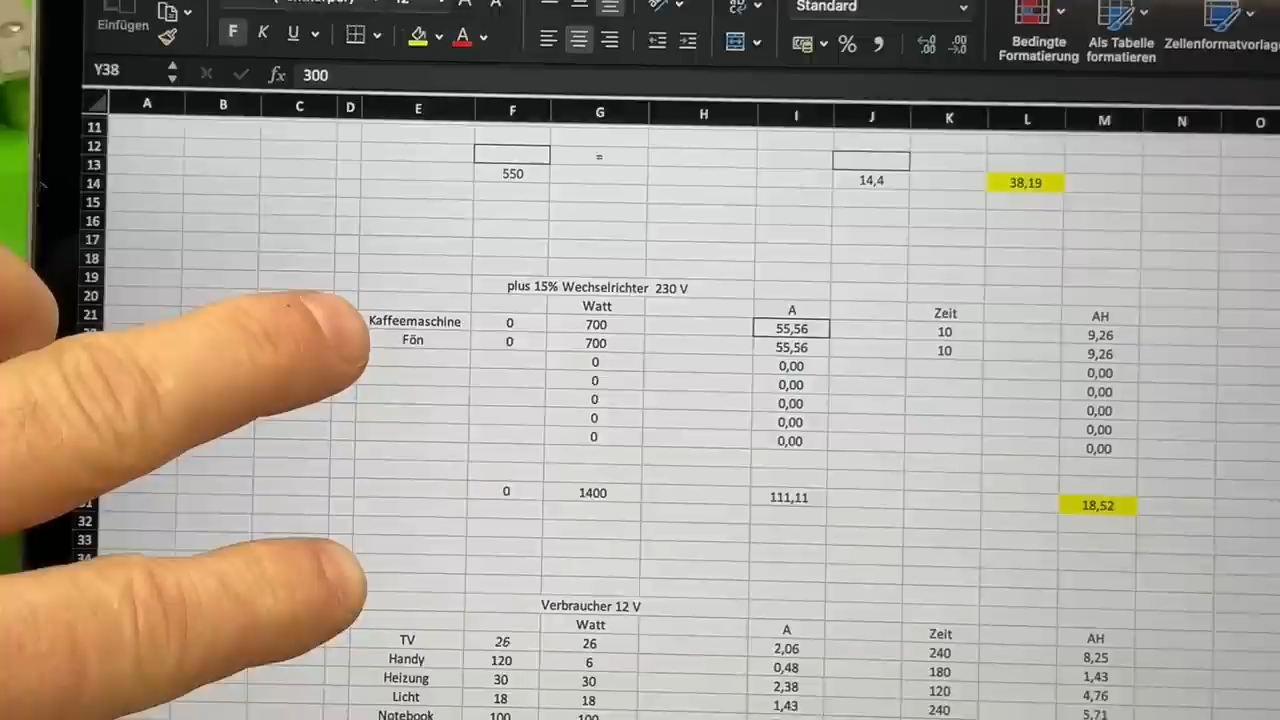 Einfügen
F K U A % Standard Bedingte Formatierung Als Tabelle formatieren Zellenformatvorlage
Y38 fx 300
A B C D E F G H I J K L M N O
11
12 =
13 550 14,4 38,19
14
15
16
17
18
19 plus 15% Wechselrichter 230 V
20 Watt A Zeit AH
21 Kaffeemaschine 0 700 55,56 10 9,26
Fön 0 700 55,56 10 9,26
0 0,00 0,00
0 0,00 0,00
0 0,00 0,00
0 0,00 0,00
0 0,00 0,00
0 1400 111,11 18,52
32
33
34
Verbraucher 12 V
Watt A Zeit AH
TV 26 26 2,06 240 8,25
Handy 120 6 0,48 180 1,43
Heizung 30 30 2,38 120 4,76
Licht 18 18 1,43 240 5,71
Notebook 100 100